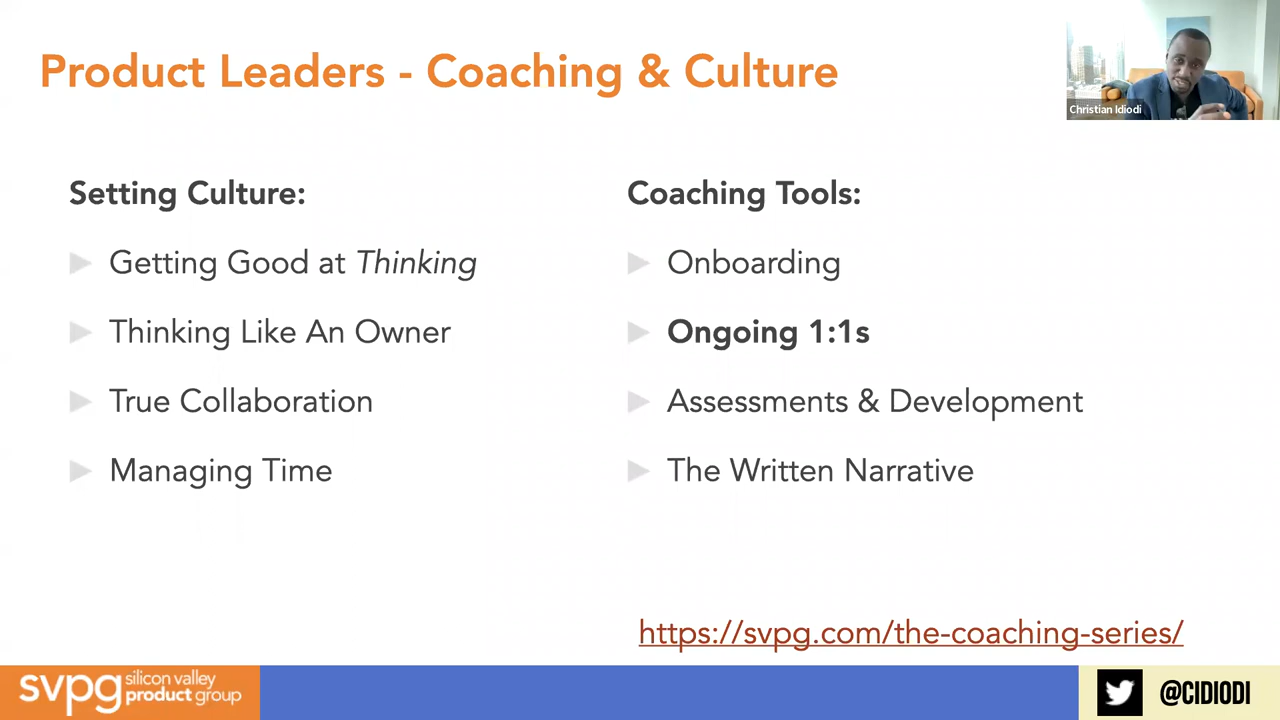 Product Leaders - Coaching & Culture
Christian Idiodi
Setting Culture:
Getting Good at Thinking
Thinking Like An Owner
True Collaboration
Managing Time
Coaching Tools:
Onboarding
Ongoing 1:1s
Assessments & Development
The Written Narrative
https://svpg.com/the-coaching-series/
svpg silicon valley
product group
@CIDIODI